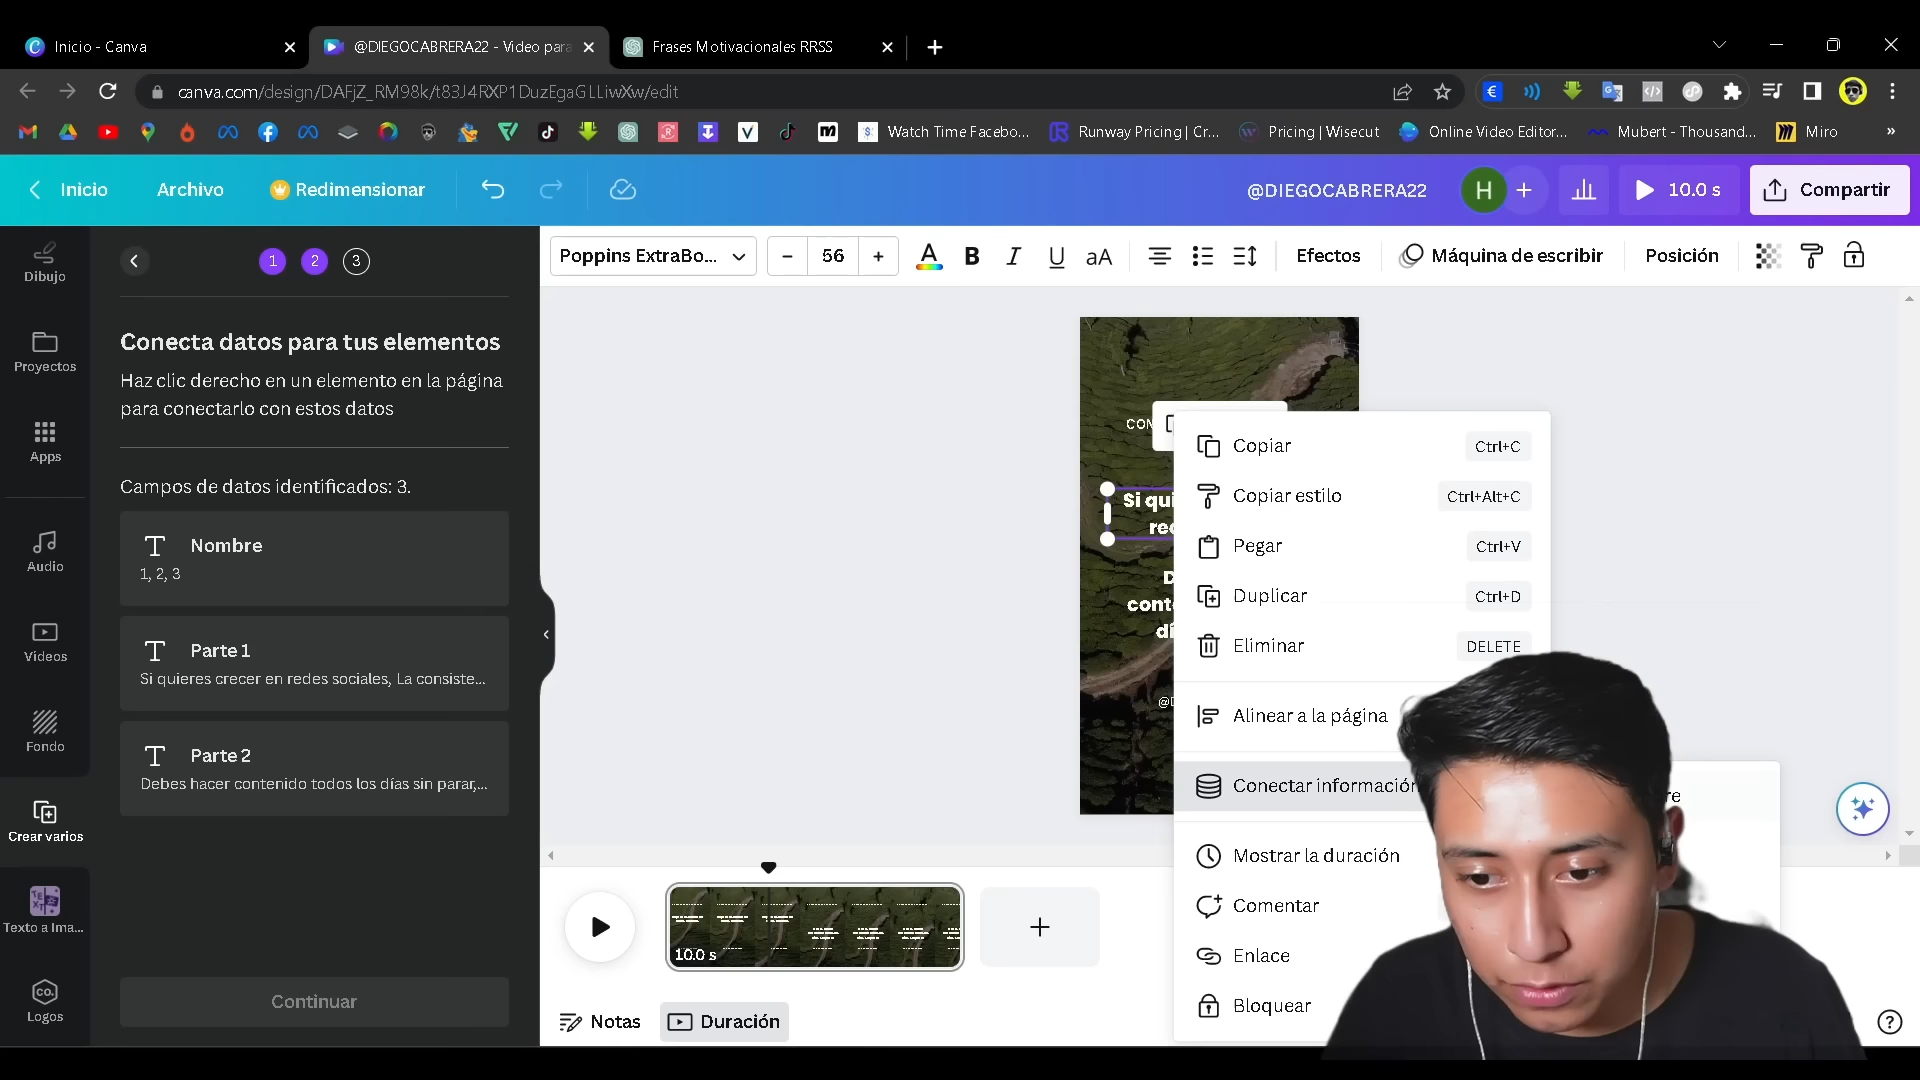 Inicio - Canva
@DIEGOCABRERA22 - Video para
Frases Motivacionales RRSS
canva.com/design/DAFjZ_RM98k/t83J4RXP1DuzEgaGLLiwXw/edit
Watch Time Facebo...
Runway Pricing | Cr...
Pricing | Wisecut
Online Video Editor...
Mubert - Thousand...
Miro
»
Inicio
Archivo
Redimensionar
@DIEGOCABRERA22
H
+
10.0 s
Compartir
Poppins ExtraBo...
–
56
+
A
B
I
U
aA
Efectos
Máquina de escribir
Posición
Dibujo
Proyectos
Apps
Audio
Videos
Fondo
Crear varios
Texto a Ima...
CO.
Logos
1
2
3
Conecta datos para tus elementos
Haz clic derecho en un elemento en la página
para conectarlo con estos datos
Campos de datos identificados: 3.
Nombre
1, 2, 3
Parte 1
Si quieres crecer en redes sociales, La consiste...
Parte 2
Debes hacer contenido todos los días sin parar,...
Continuar
Si qui
Copiar
Ctrl+C
Copiar estilo
Ctrl+Alt+C
Pegar
Ctrl+V
Duplicar
Ctrl+D
Eliminar
DELETE
Alinear a la página
Conectar información
Mostrar la duración
Comentar
Enlace
Bloquear
10.0 s
+
Notas
Duración
?